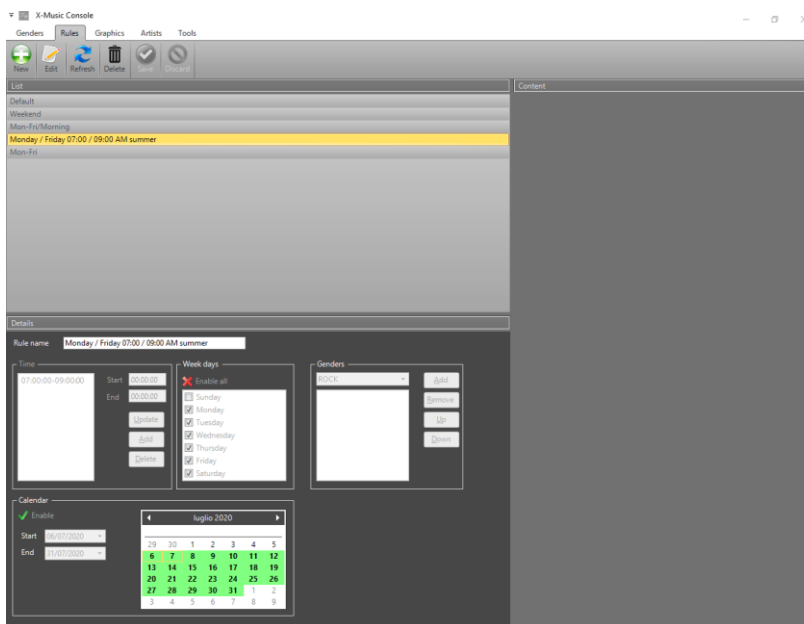 X-Music Console
Genders Rules Graphics Artists Tools
New Edit Refresh Delete Save Discard
List
Content
Default
Weekend
Mon-Fri/Morning
Monday / Friday 07:00 / 09:00 AM summer
Mon-Fri
Details
Rule name Monday / Friday 07:00 / 09:00 AM summer
Time
07:00:00-09:00:00
Start 00:00:00
End 00:00:00
Update
Add
Delete
Week days
Enable all
Sunday
Monday
Tuesday
Wednesday
Thursday
Friday
Saturday
Genders
ROCK
Add
Remove
Up
Down
Calendar
Enable
Start 06/07/2020
End 31/07/2020
luglio 2020
29 30 1 2 3 4 5
6 7 8 9 10 11 12
13 14 15 16 17 18 19
20 21 22 23 24 25 26
27 28 29 30 31 1 2
3 4 5 6 7 8 9